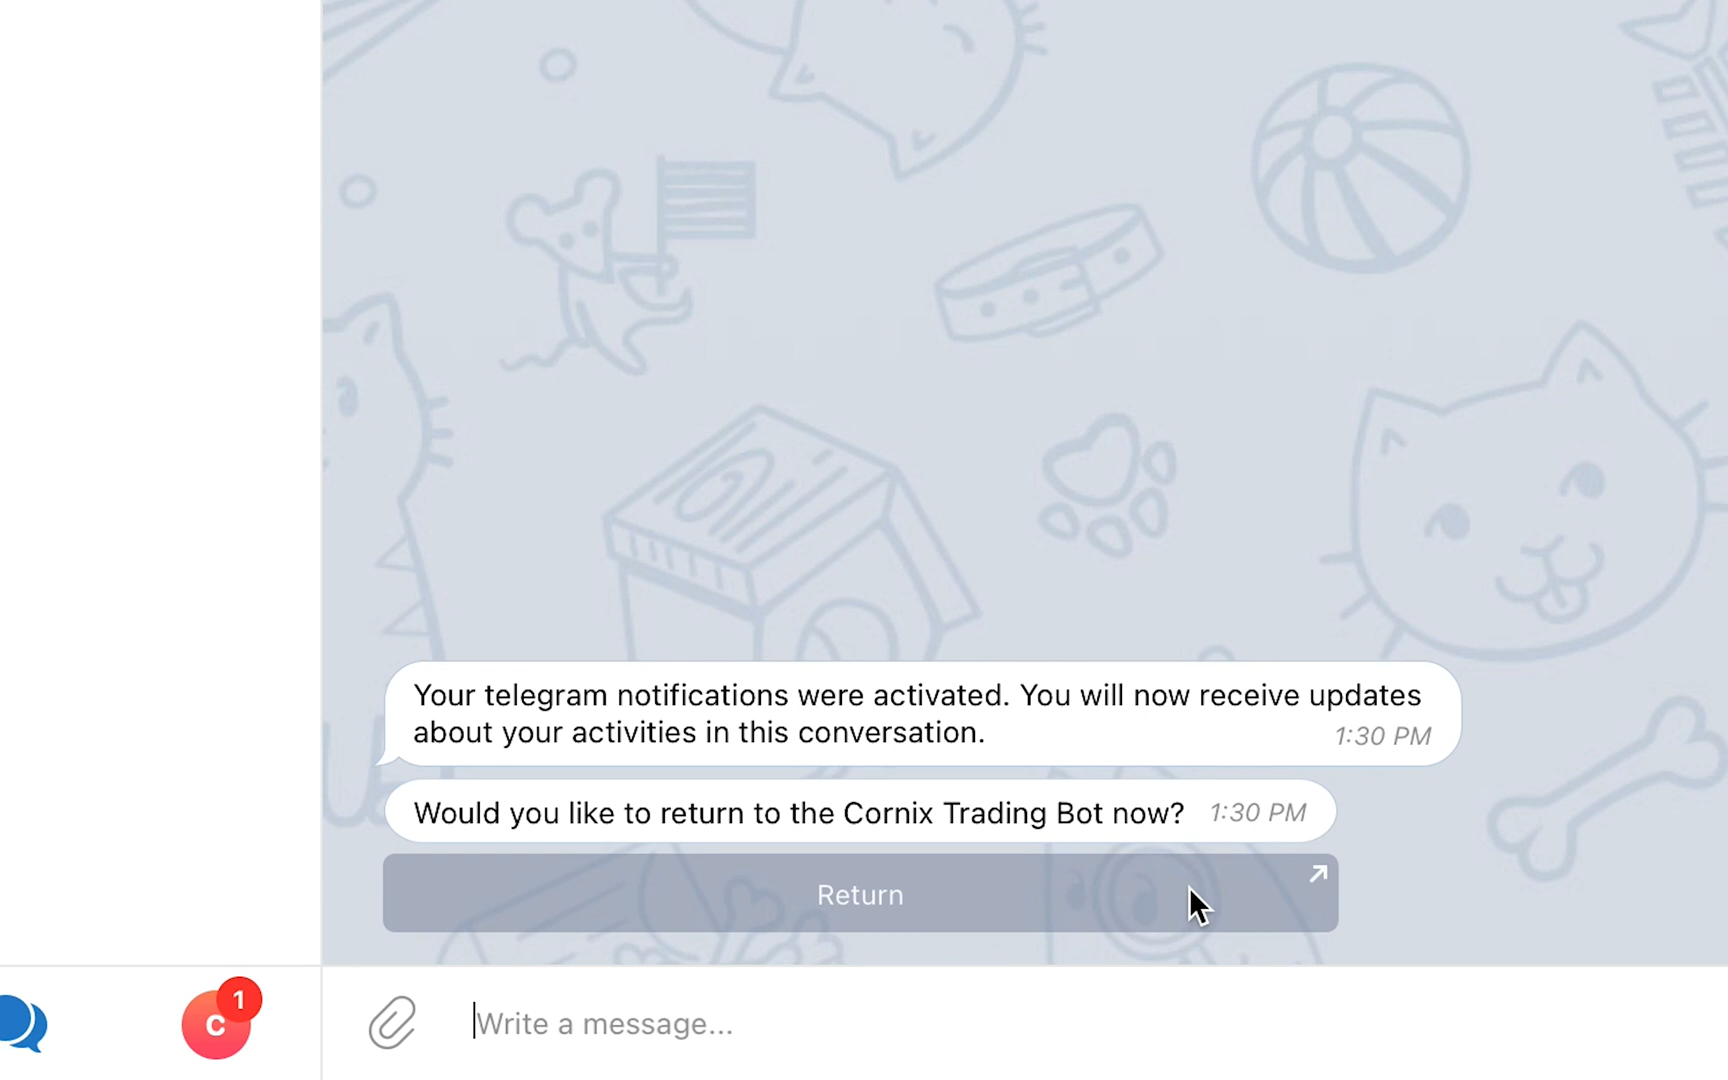 Your telegram notifications were activated. You will now receive updates
about your activities in this conversation.
1:30 PM
Would you like to return to the Cornix Trading Bot now? 1:30 PM
Return
1
C
Write a message...